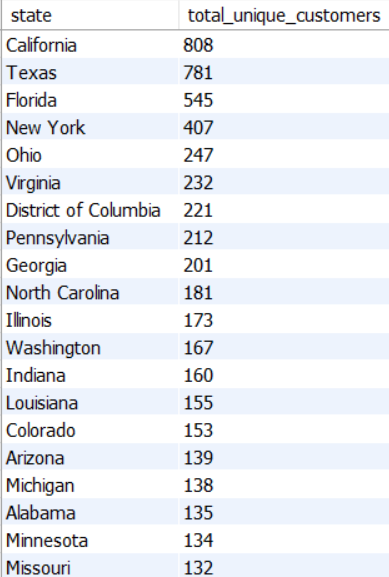 state total_unique_customers
California 808
Texas 781
Florida 545
New York 407
Ohio 247
Virginia 232
District of Columbia 221
Pennsylvania 212
Georgia 201
North Carolina 181
Illinois 173
Washington 167
Indiana 160
Louisiana 155
Colorado 153
Arizona 139
Michigan 138
Alabama 135
Minnesota 134
Missouri 132